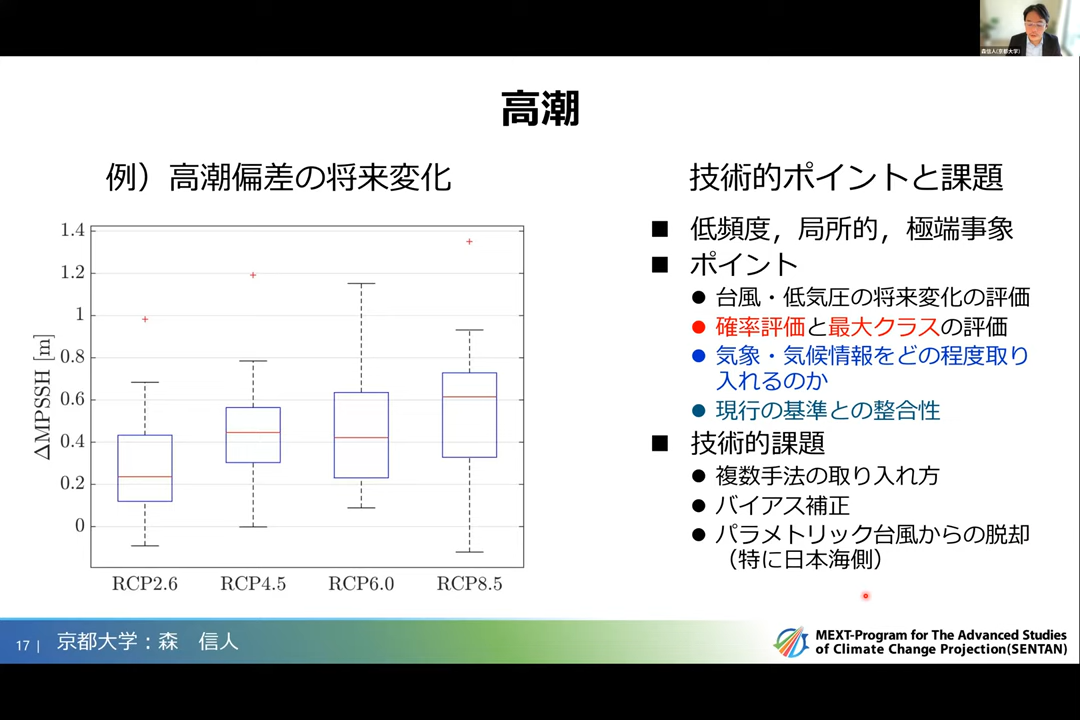 森信人(京都大学)
高潮
例）高潮偏差の将来変化
ΔMPSSH [m]
1.4
1.2
1
0.8
0.6
0.4
0.2
0
RCP2.6 RCP4.5 RCP6.0 RCP8.5
技術的ポイントと課題
■ 低頻度，局所的，極端事象
■ ポイント
● 台風・低気圧の将来変化の評価
● 確率評価と最大クラスの評価
● 気象・気候情報をどの程度取り
入れるのか
● 現行の基準との整合性
■ 技術的課題
● 複数手法の取り入れ方
● バイアス補正
● パラメトリック台風からの脱却
（特に日本海側）
17 | 京都大学：森　信人
MEXT-Program for The Advanced Studies
of Climate Change Projection(SENTAN)